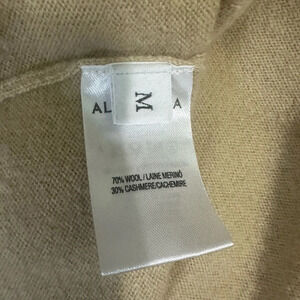 M
AL A
70% WOOL / LAINE MERINO
30% CASHMERE/CACHEMIRE